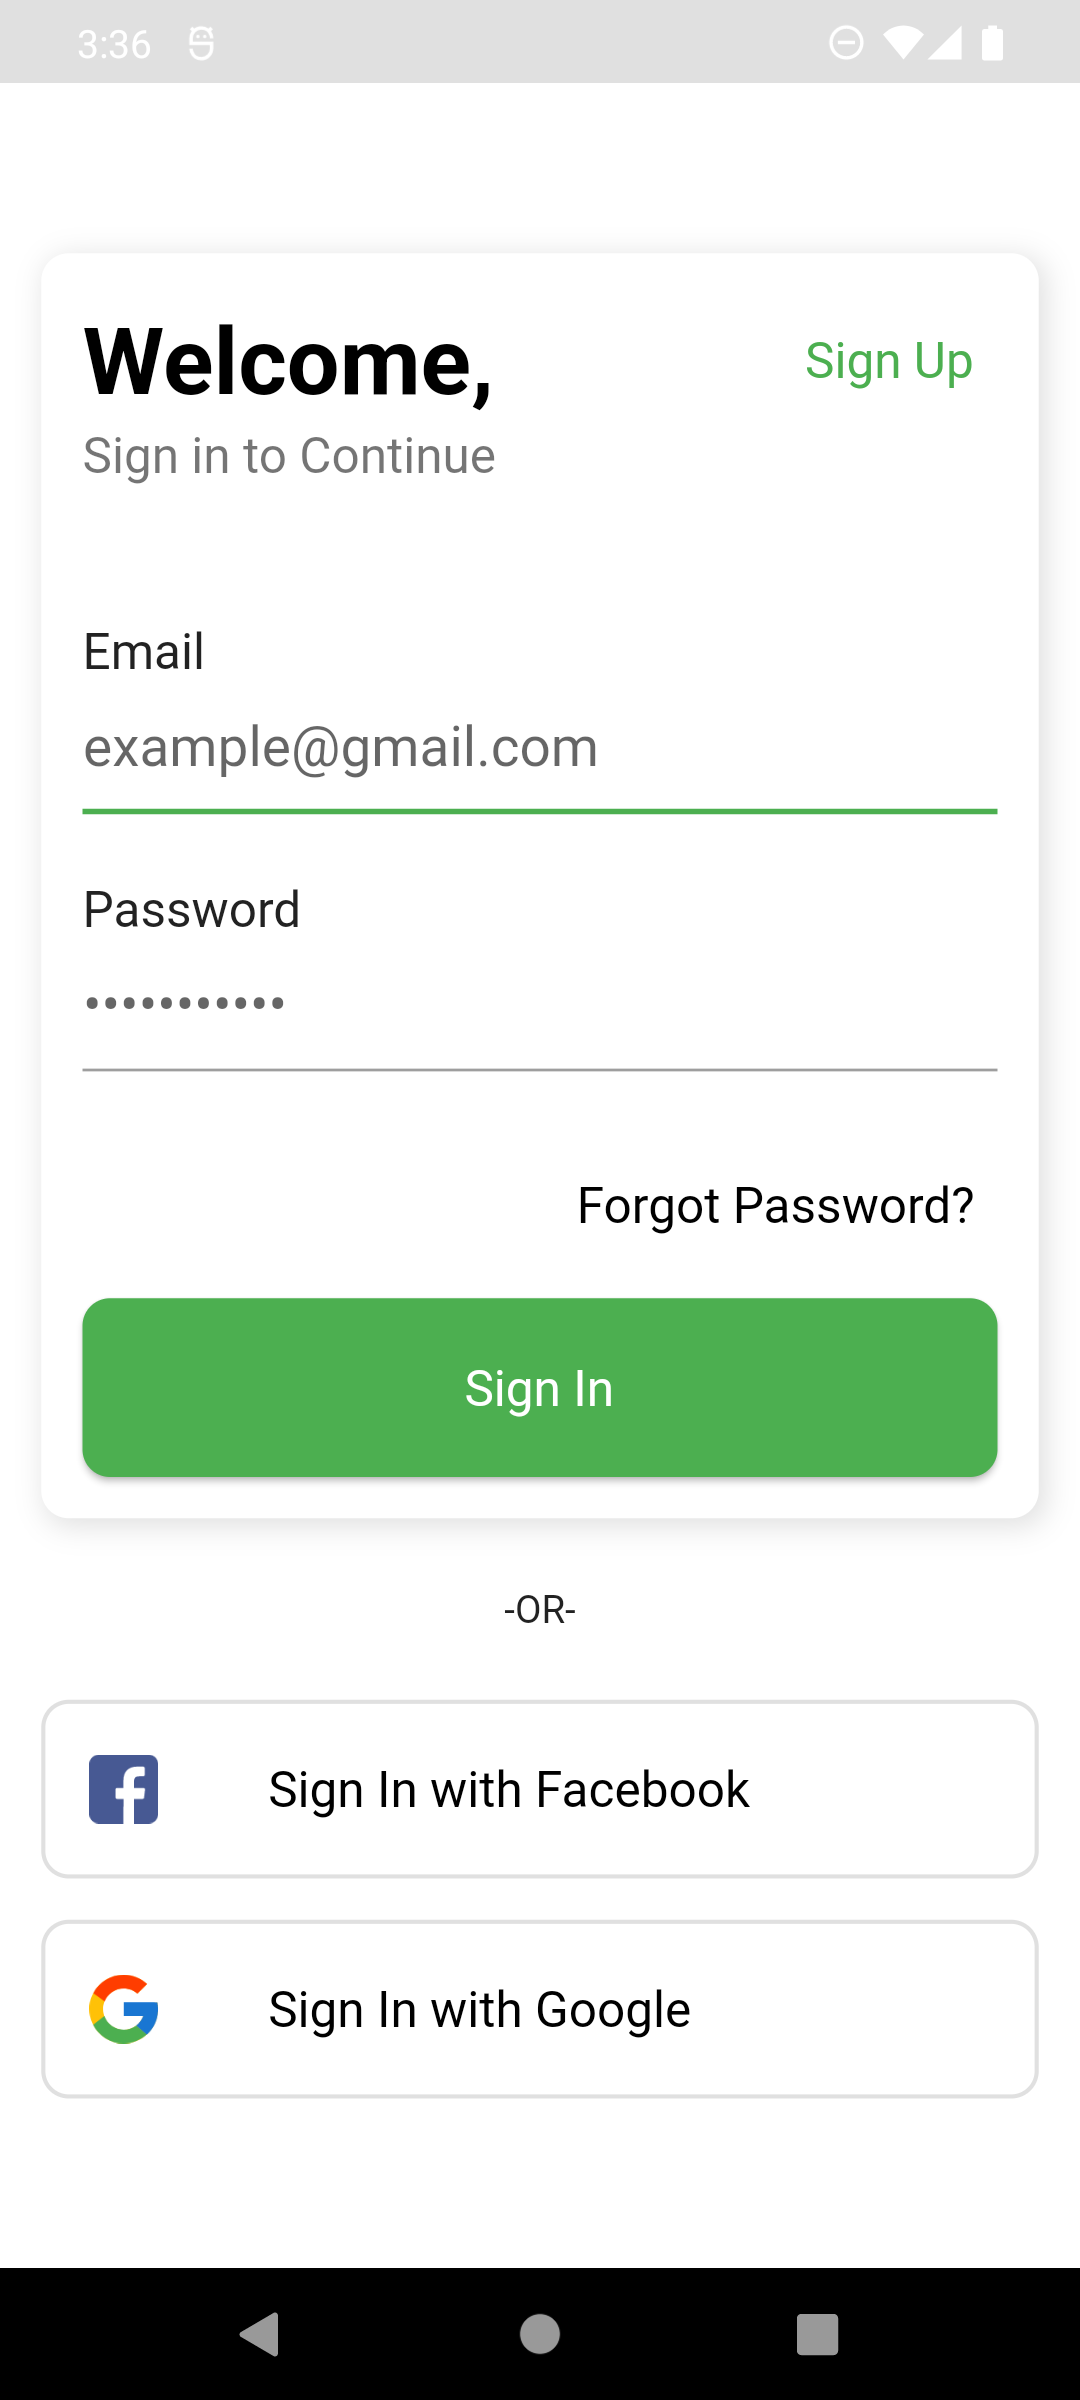 3:36
Welcome,
Sign Up
Sign in to Continue
Email
example@gmail.com
Password
•••••••••••
Forgot Password?
Sign In
-OR-
Sign In with Facebook
Sign In with Google